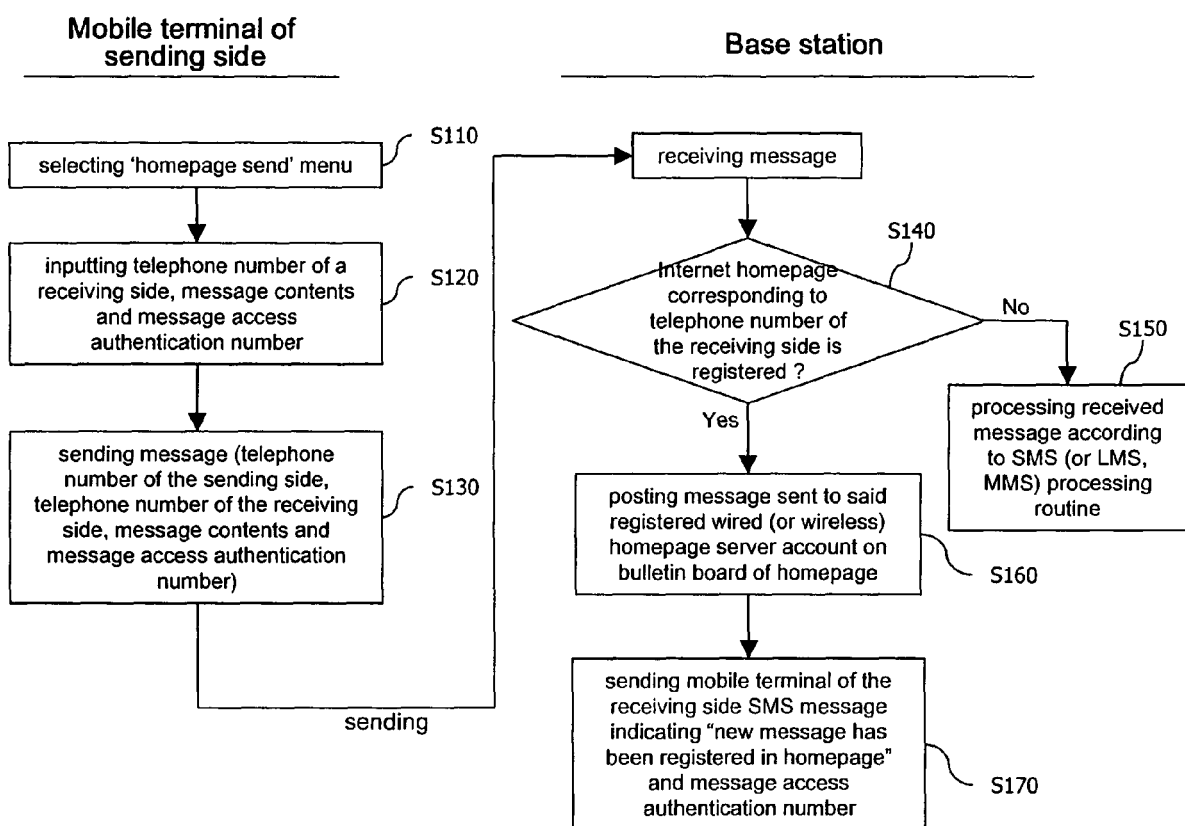 Mobile terminal of
sending side
S110
selecting 'homepage send' menu
inputting telephone number of a
receiving side, message contents
and message access
authentication number
S120
sending message (telephone
number of the sending side,
telephone number of the receiving
side, message contents and
message access authentication
number)
S130
sending
Base station
receiving message
S140
Internet homepage
corresponding to
telephone number of
the receiving side is
registered ?
No
Yes
S150
processing received
message according
to SMS (or LMS,
MMS) processing
routine
posting message sent to said
registered wired (or wireless)
homepage server account on
bulletin board of homepage
S160
sending mobile terminal of the
receiving side SMS message
indicating “new message has
been registered in homepage”
and message access
authentication number
S170